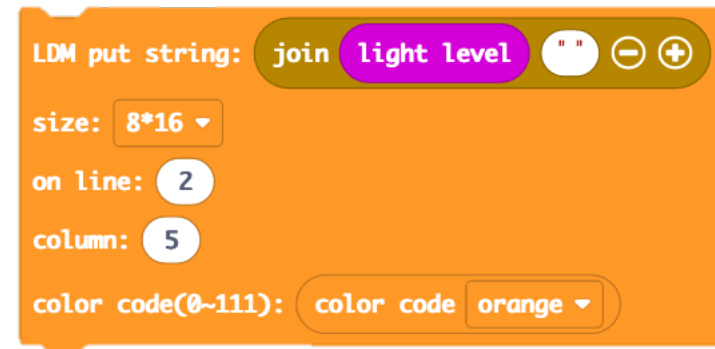 LDM put string: join light level " " − +
size: 8*16
on line: 2
column: 5
color code(0~111): color code orange